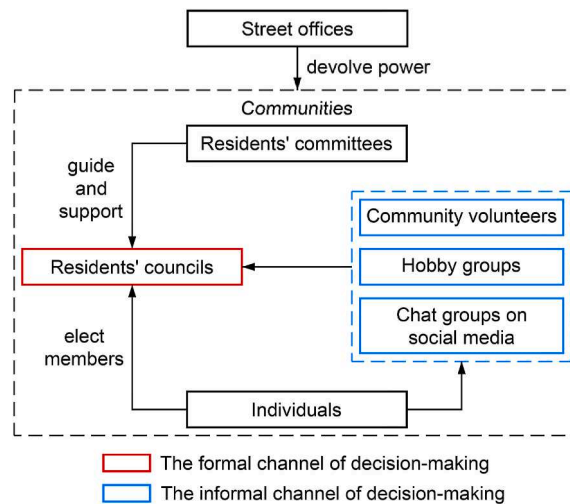 Street offices
devolve power
Communities
Residents' committees
guide
and
support
Community volunteers
Residents' councils
Hobby groups
Chat groups on
social media
elect
members
Individuals
The formal channel of decision-making
The informal channel of decision-making